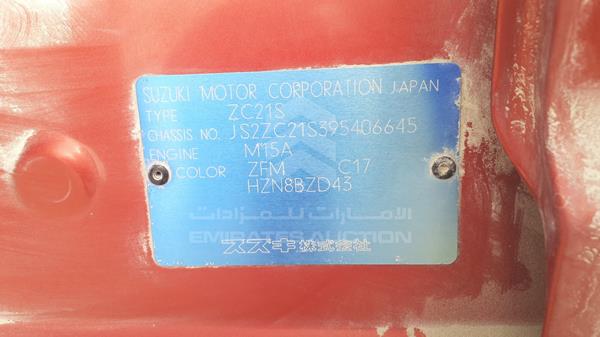 SUZUKI MOTOR CORPORATION JAPAN
TYPE ZC21S
CHASSIS NO. JS2ZC21S395406645
ENGINE M15A
COLOR ZFM C17
HZN8BZD43
الامارات للمزادات
EMIRATES AUCTION
スズキ株式会社